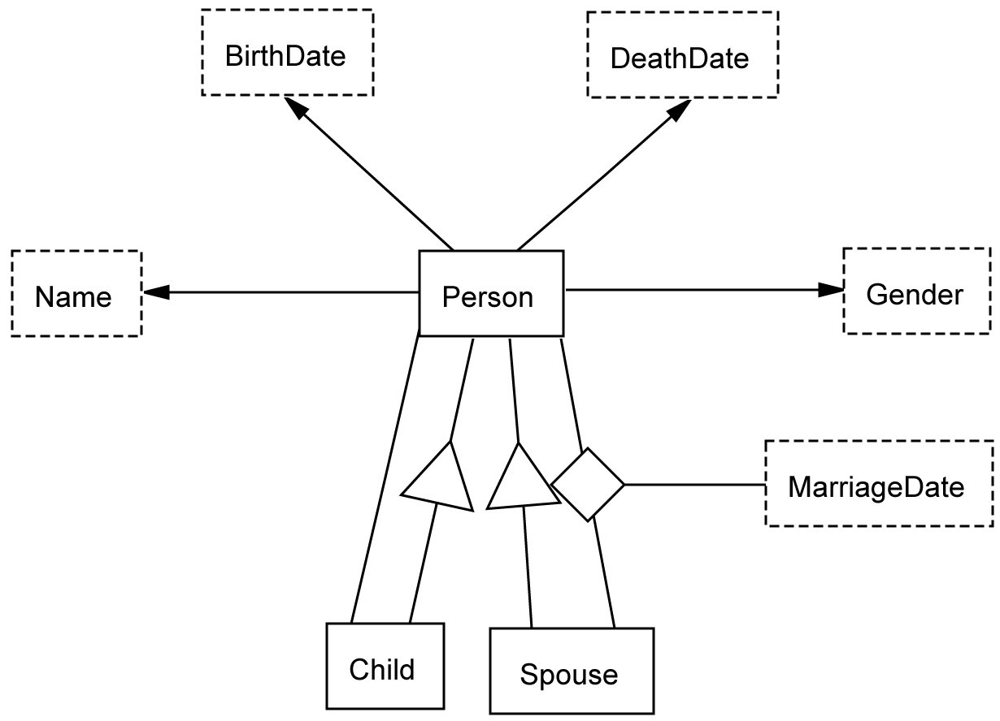 BirthDate
DeathDate
Name
Person
Gender
MarriageDate
Child
Spouse